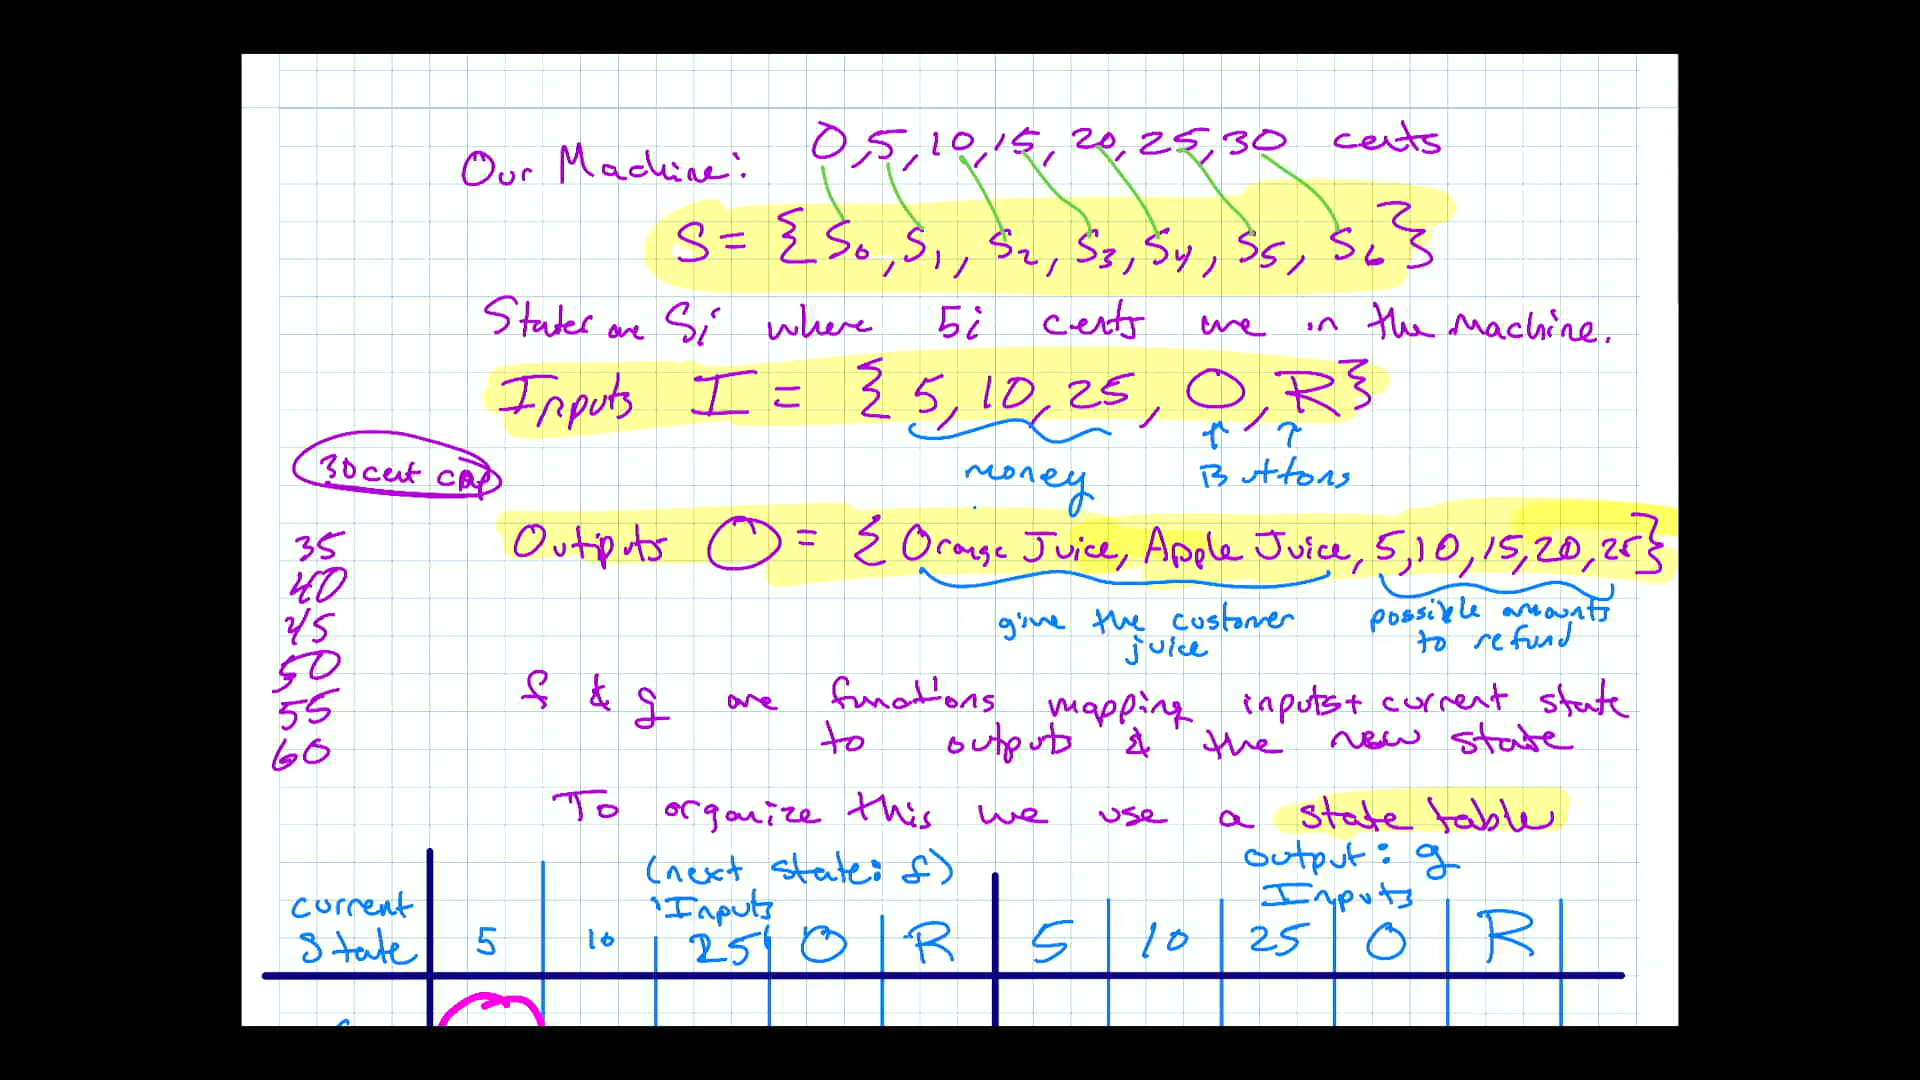 0, 5, 10, 15, 20, 25, 30 cents
Our Machine:
S = { S0, S1, S2, S3, S4, S5, S6 }
States are Si where 5i cents are in the machine.
Inputs I = { 5, 10, 25, O, R }
30 cent cap
money Buttons
Outputs O = { Orange Juice, Apple Juice, 5, 10, 15, 20, 25 }
35
40
45
50
55
60
give the customer juice
possible amounts to refund
f & g are functions mapping inputs + current state
to outputs & the new state
To organize this we use a state table
(next state: f) output: g
Inputs Inputs
current state 5 10 25 O R 5 10 25 O R